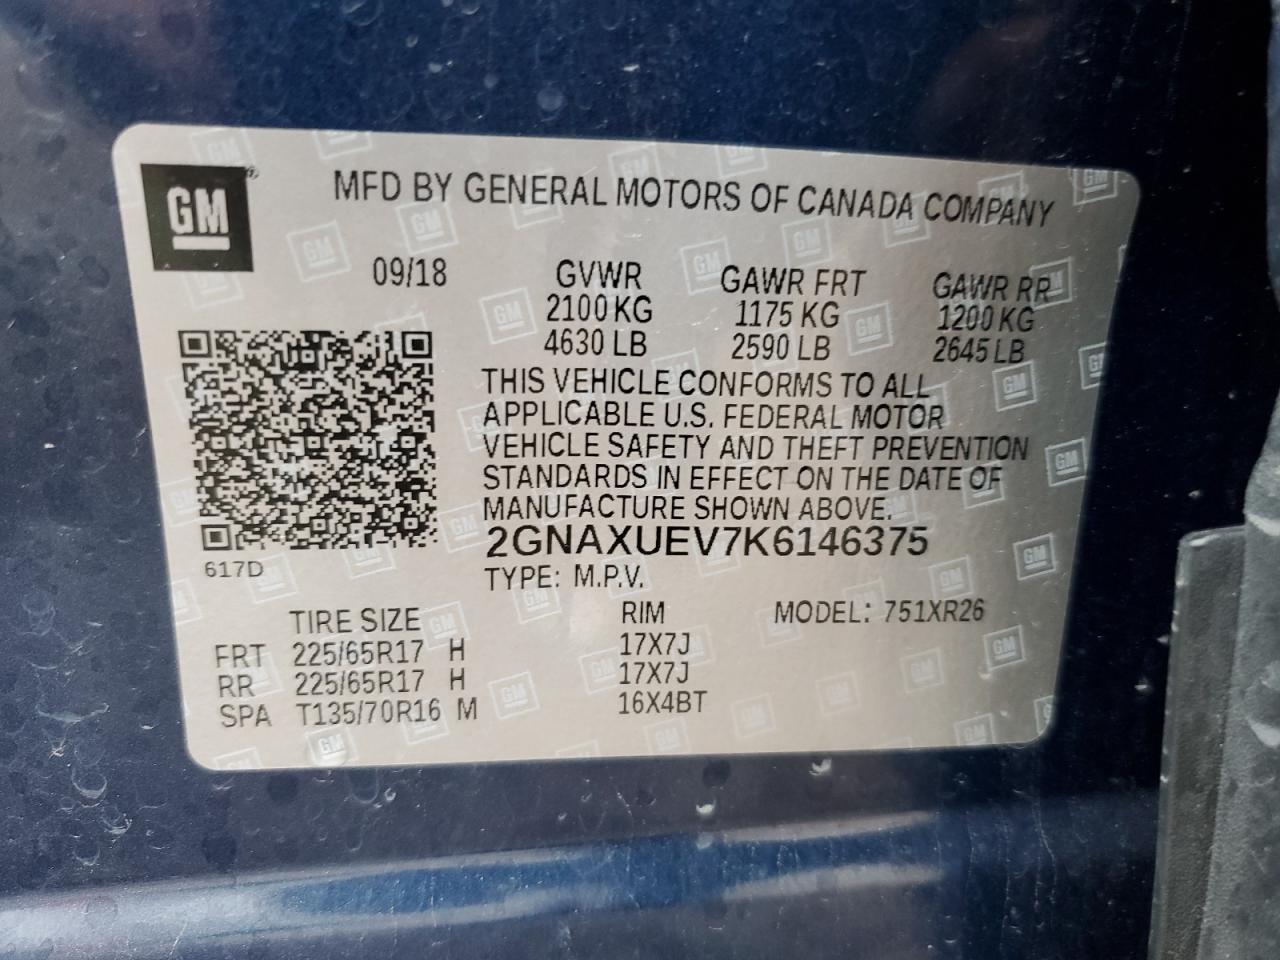 GM
MFD BY GENERAL MOTORS OF CANADA COMPANY
09/18 GVWR GAWR FRT GAWR RR
2100 KG 1175 KG 1200 KG
4630 LB 2590 LB 2645 LB
THIS VEHICLE CONFORMS TO ALL
APPLICABLE U.S. FEDERAL MOTOR
VEHICLE SAFETY AND THEFT PREVENTION
STANDARDS IN EFFECT ON THE DATE OF
MANUFACTURE SHOWN ABOVE.
2GNAXUEV7K6146375
617D
TYPE: M.P.V.
TIRE SIZE RIM MODEL: 751XR26
FRT 225/65R17 H 17X7J
RR 225/65R17 H 17X7J
SPA T135/70R16 M 16X4BT